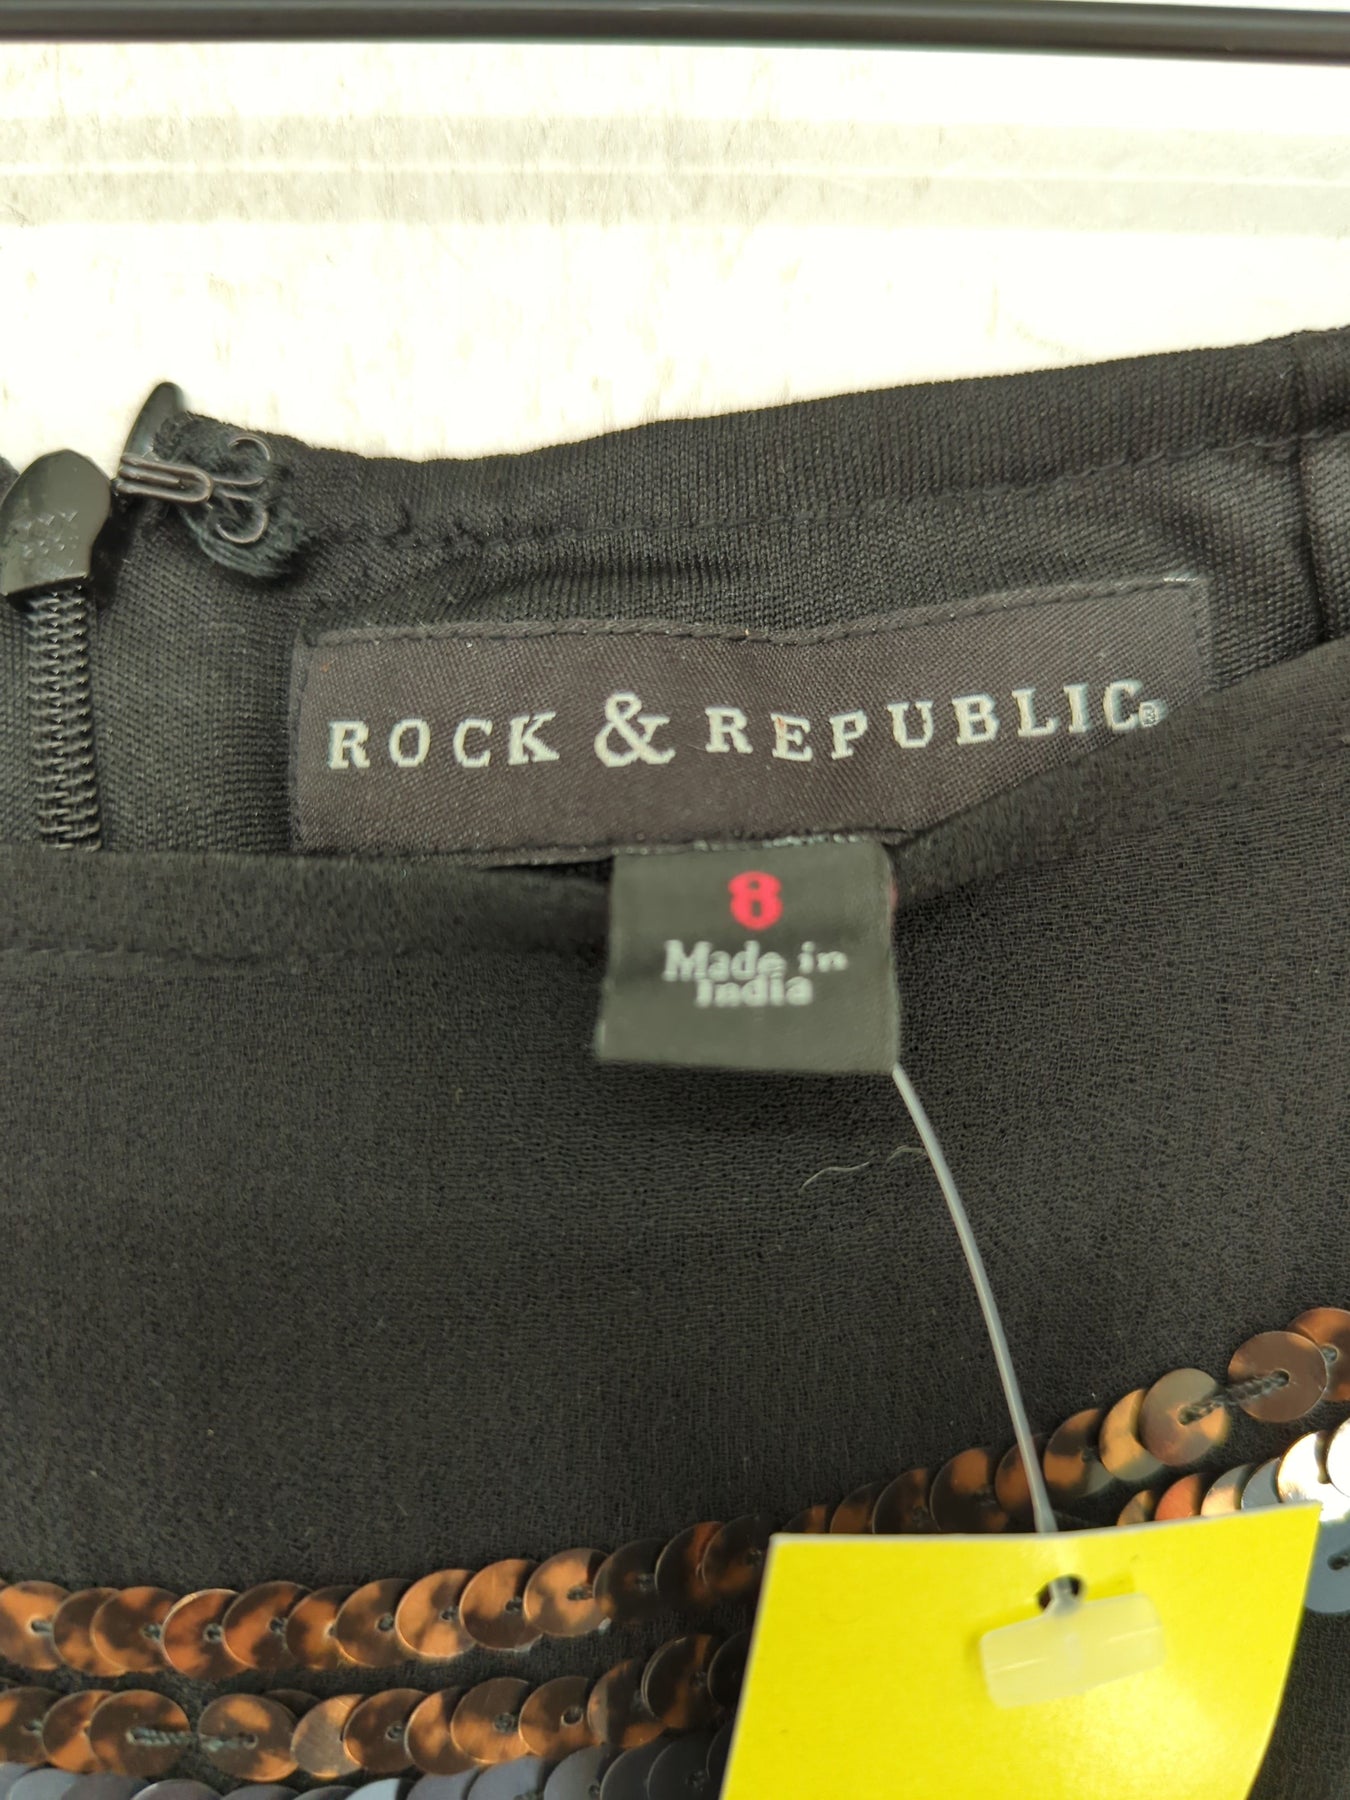 ROCK & REPUBLIC®
8
Made in
India